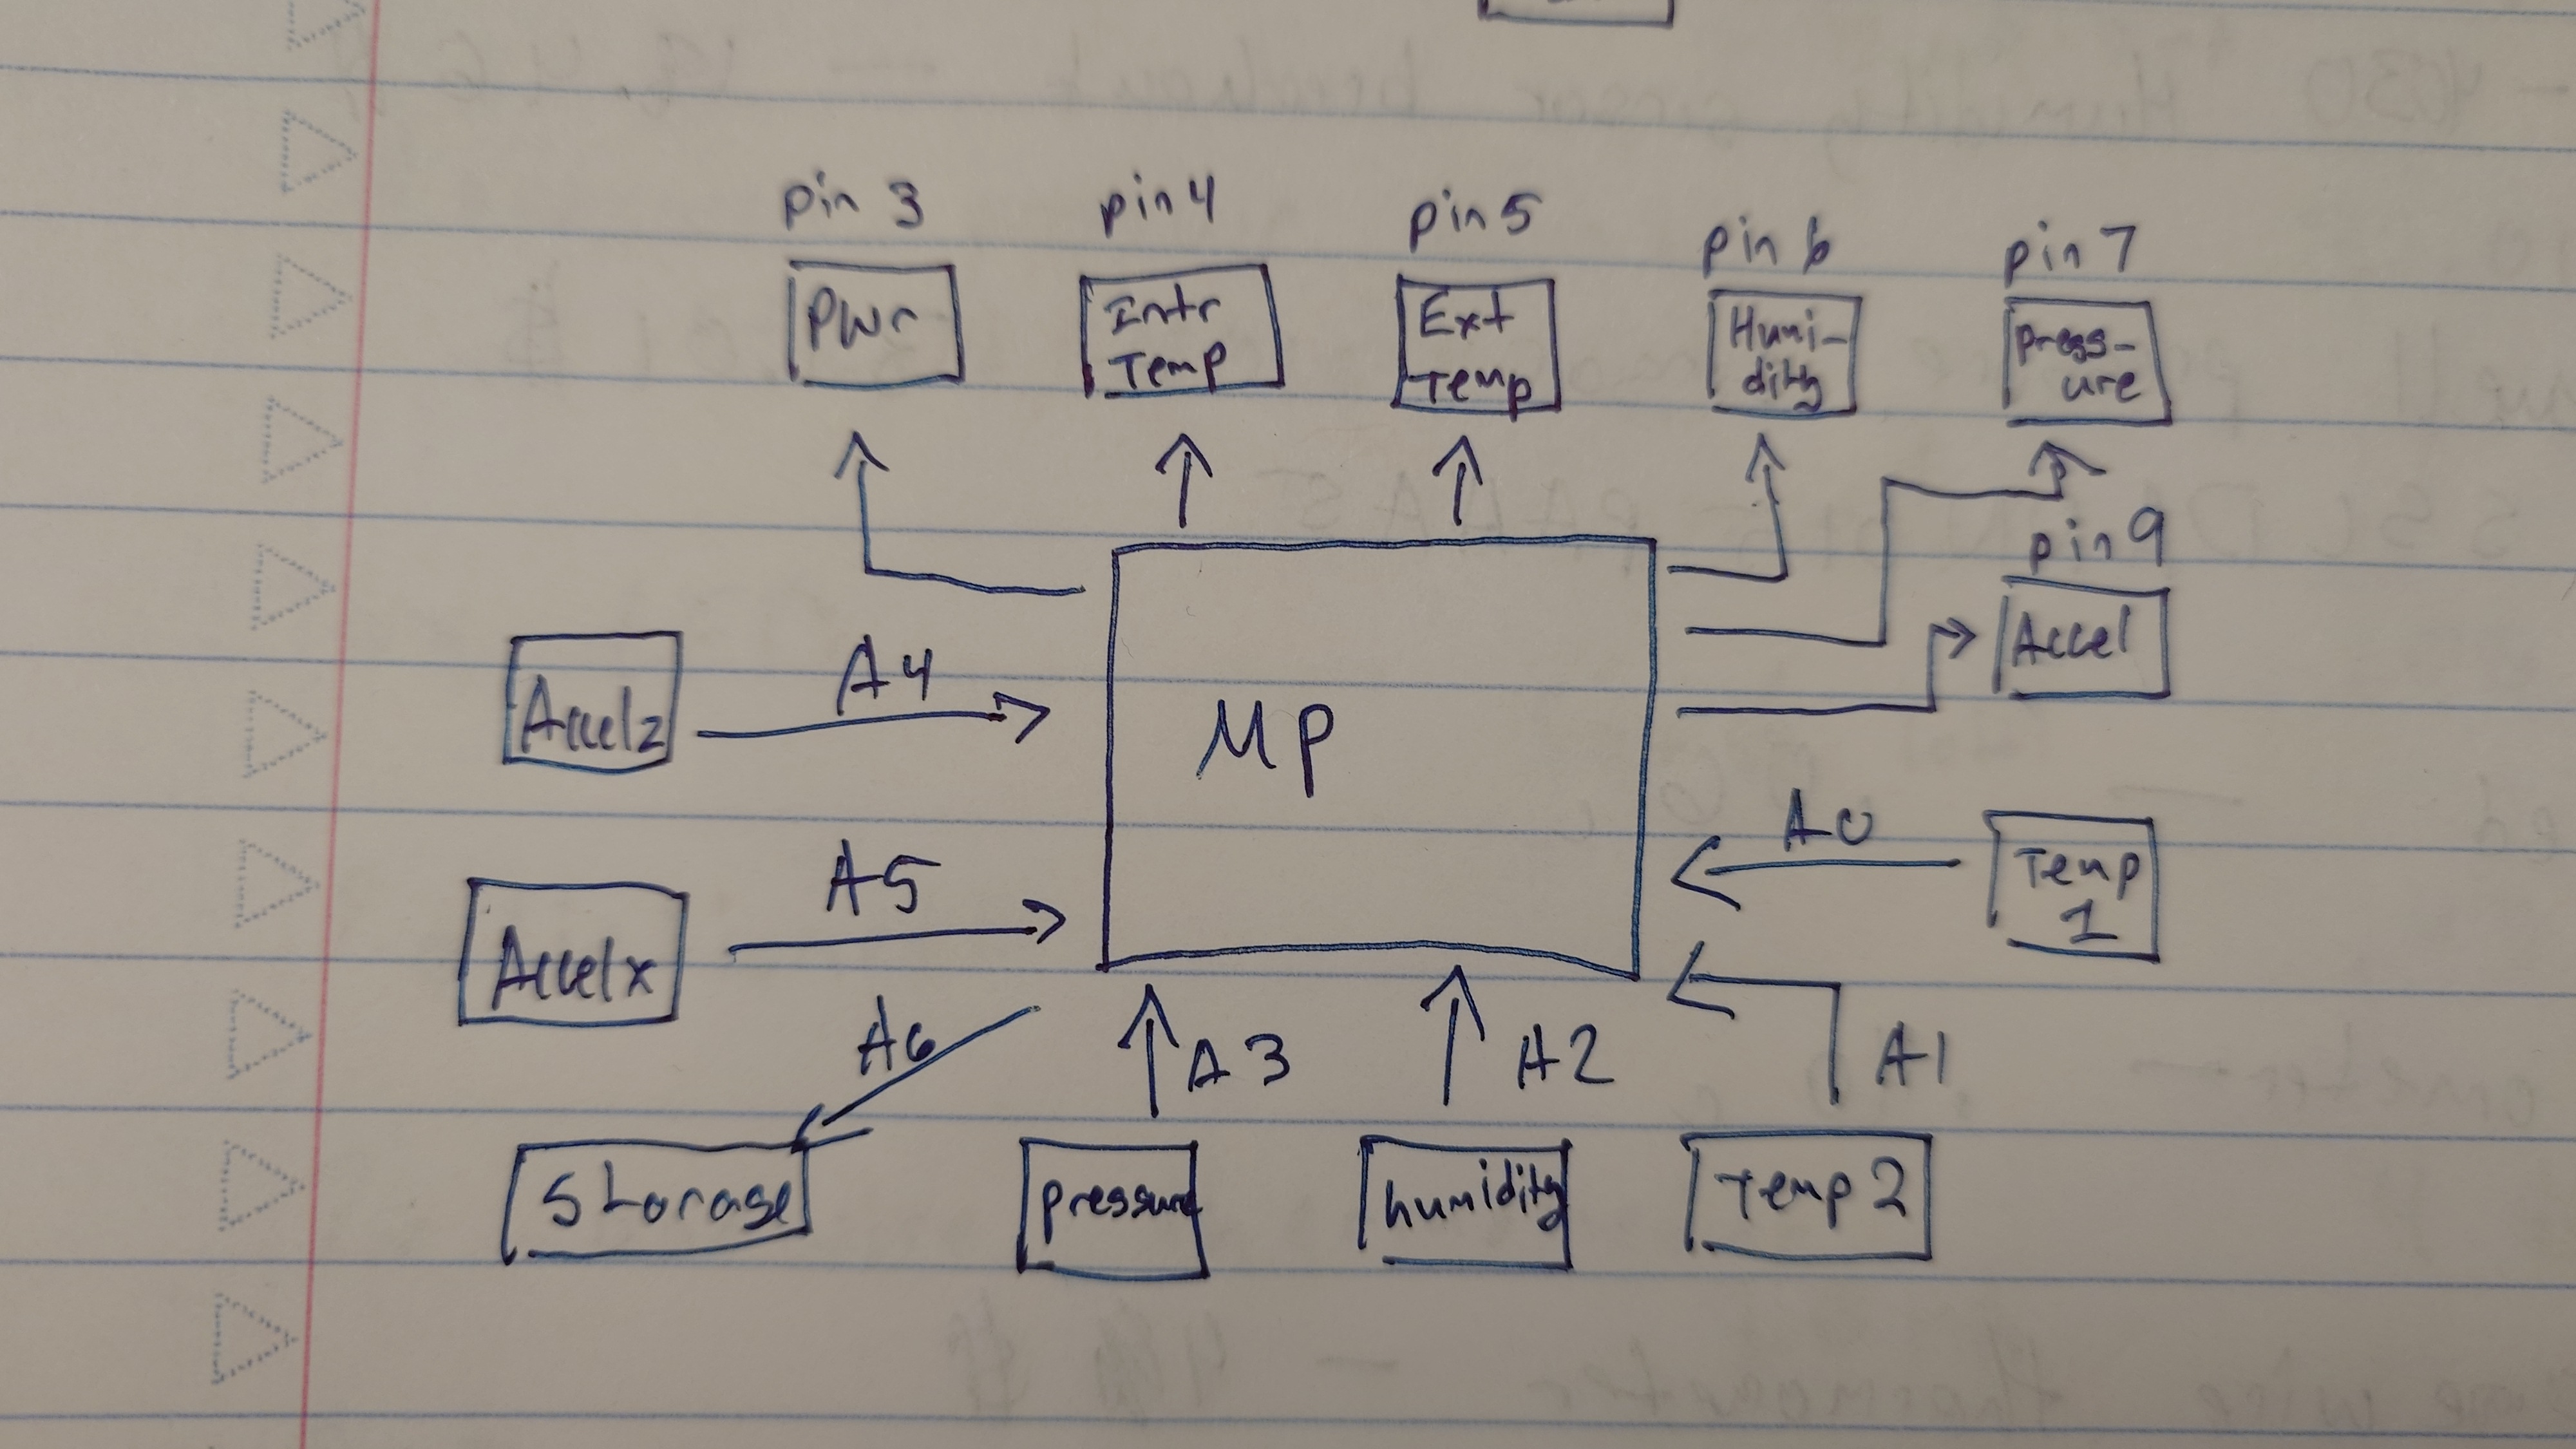 pin 3
pin 4
pin 5
pin 6
pin 7
Pwr
Intr
Temp
Ext
Temp
Humi-
dity
press-
ure
pin 9
Accel
A4
Accelz
MP
A0
Temp
1
A5
Accelx
A6
A3
A2
A1
Storage
pressure
humidity
Temp 2